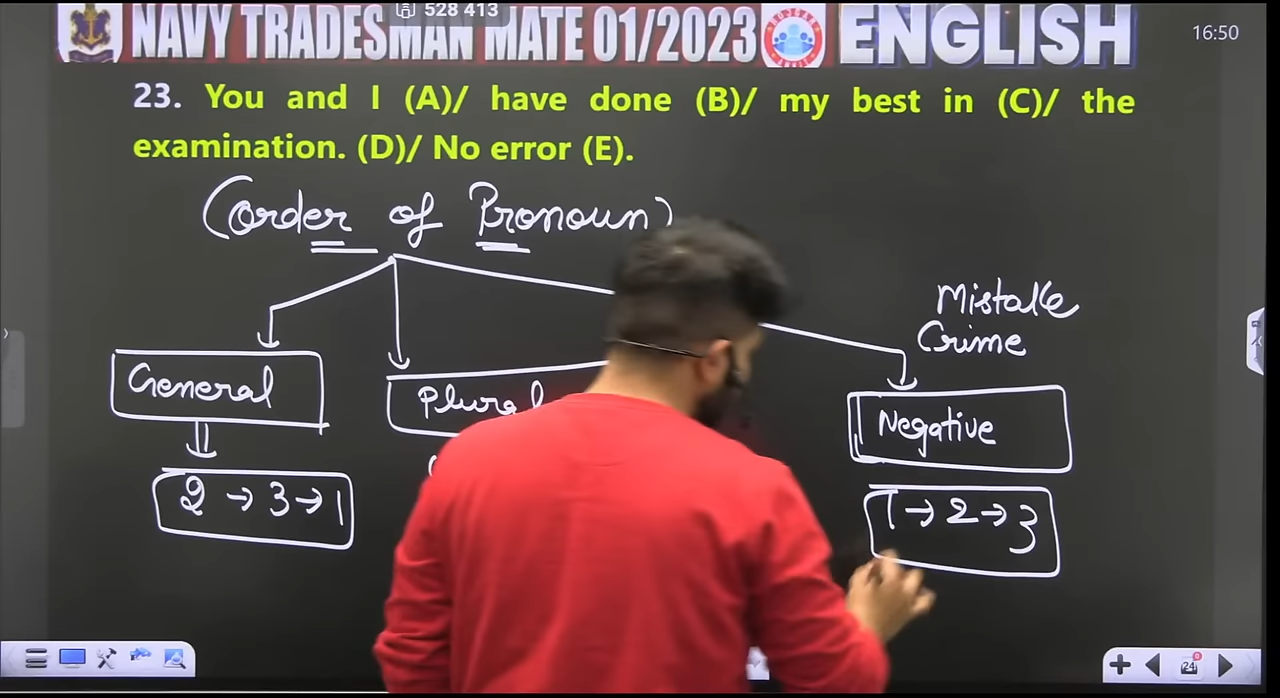 528 413
NAVY TRADESMAN MATE 01/2023 ENGLISH
16:50
23. You and I (A)/ have done (B)/ my best in (C)/ the
examination. (D)/ No error (E).
(Order of Pronoun)
Mistake
Crime
General
Plural
Negative
2 → 3 → 1
1 → 2 → 3
24